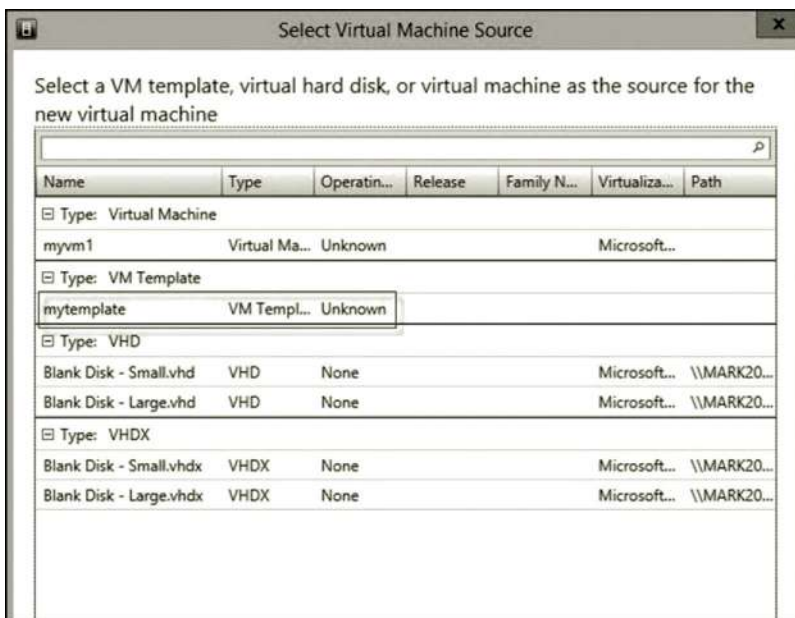 Select Virtual Machine Source
x
Select a VM template, virtual hard disk, or virtual machine as the source for the
new virtual machine
Name Type Operatin... Release Family N... Virtualiza... Path
Type: Virtual Machine
myvm1 Virtual Ma... Unknown Microsoft...
Type: VM Template
mytemplate VM Templ... Unknown
Type: VHD
Blank Disk - Small.vhd VHD None Microsoft... \\MARK20...
Blank Disk - Large.vhd VHD None Microsoft... \\MARK20...
Type: VHDX
Blank Disk - Small.vhdx VHDX None Microsoft... \\MARK20...
Blank Disk - Large.vhdx VHDX None Microsoft... \\MARK20...